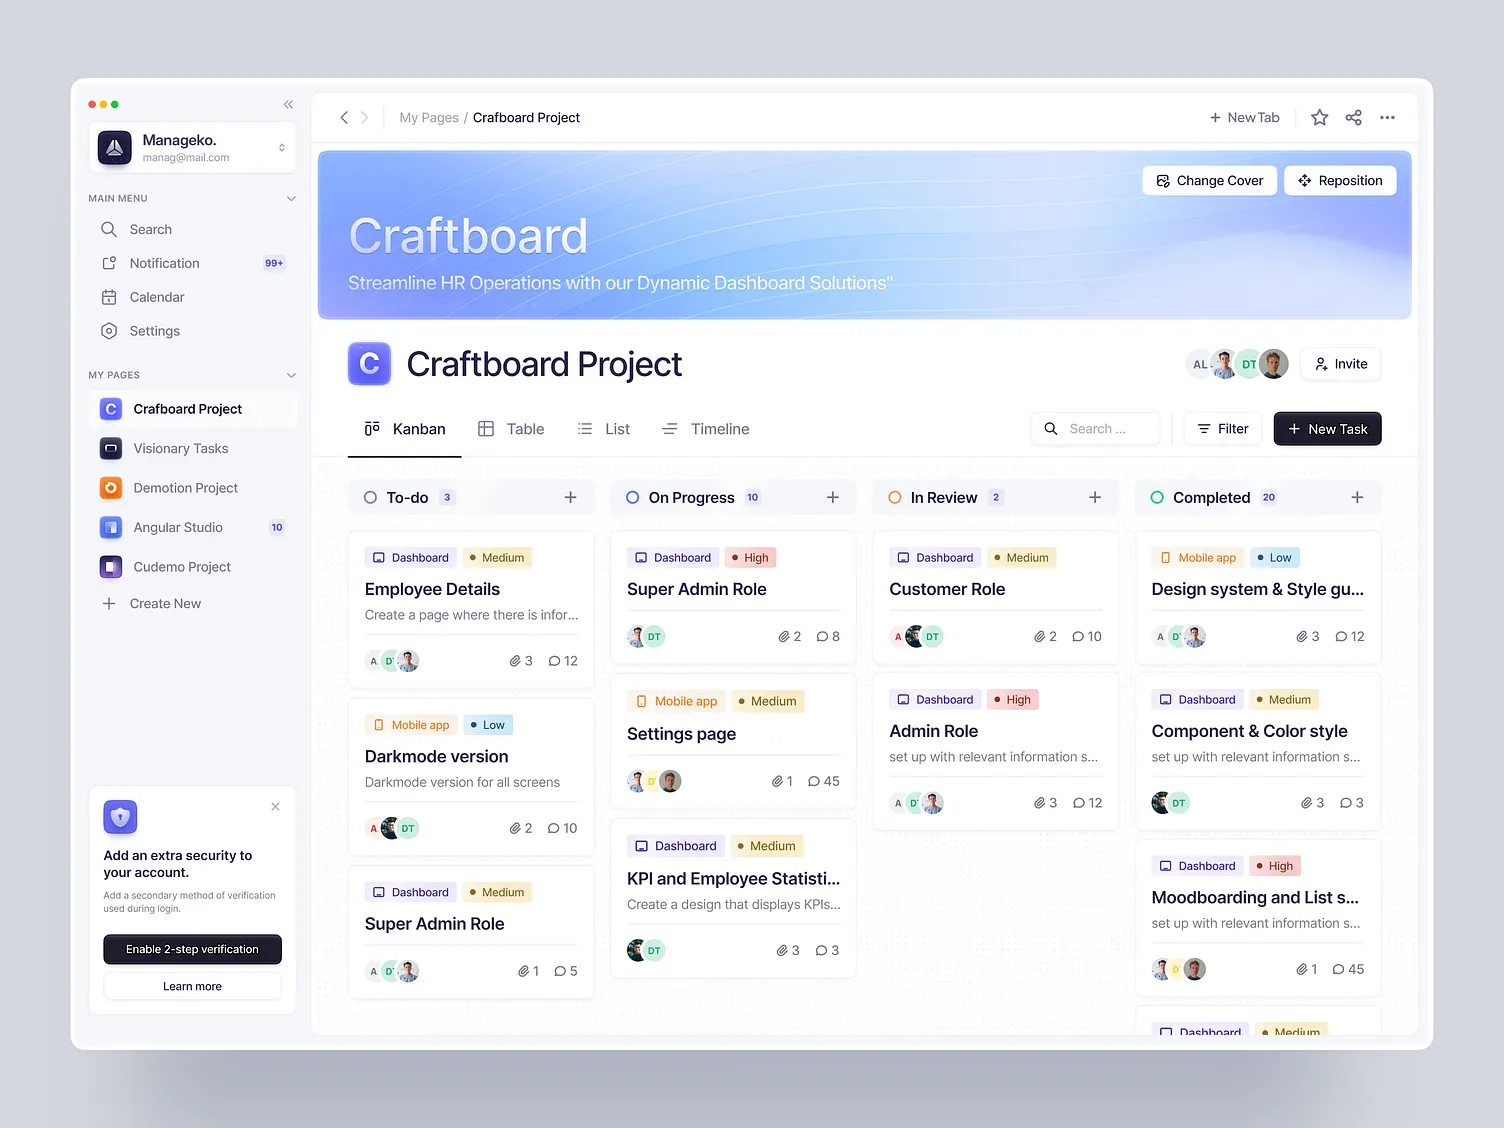 Manageko.
manag@mail.com
MAIN MENU
Search
Notification 99+
Calendar
Settings
MY PAGES
C Crafboard Project
Visionary Tasks
Demotion Project
Angular Studio 10
Cudemo Project
Create New
Add an extra security to
your account.
Add a secondary method of verification
used during login.
Enable 2-step verification
Learn more
My Pages / Craftboard Project
New Tab
Change Cover
Reposition
Craftboard
Streamline HR Operations with our Dynamic Dashboard Solutions"
C Craftboard Project
AL DT
Invite
Kanban Table List Timeline
Search ...
Filter
New Task
To-do 3
Dashboard Medium
Employee Details
Create a page where there is infor...
A D 3 12
Mobile app Low
Darkmode version
Darkmode version for all screens
A DT 2 10
Dashboard Medium
Super Admin Role
A D 1 5
On Progress 10
Dashboard High
Super Admin Role
DT 2 8
Mobile app Medium
Settings page
D 1 45
Dashboard Medium
KPI and Employee Statisti...
Create a design that displays KPIs...
DT 3 3
In Review 2
Dashboard Medium
Customer Role
A DT 2 10
Dashboard High
Admin Role
set up with relevant information s...
A D 3 12
Completed 20
Mobile app Low
Design system & Style gu...
A D 3 12
Dashboard Medium
Component & Color style
set up with relevant information s...
DT 3 3
Dashboard High
Moodboarding and List s...
set up with relevant information s...
D 1 45
Dashboard Medium